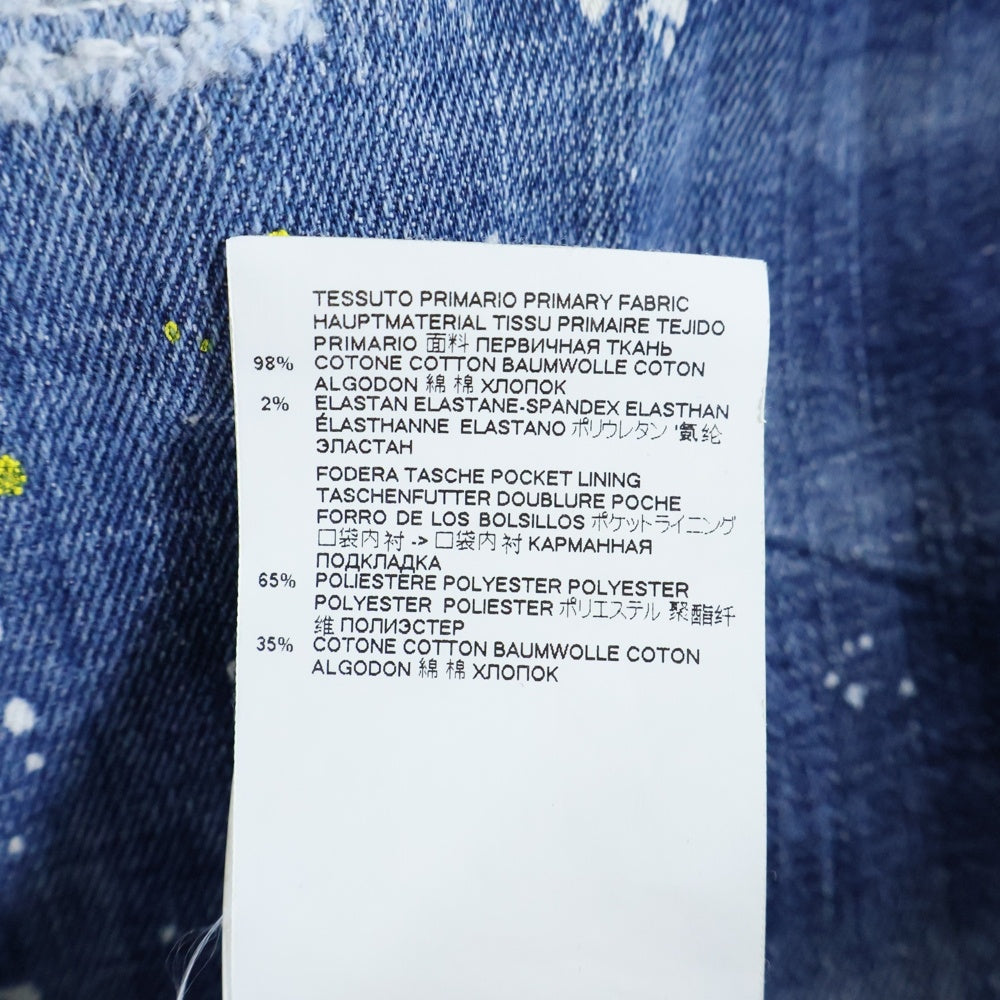 TESSUTO PRIMARIO PRIMARY FABRIC
HAUPTMATERIAL TISSU PRIMAIRE TEJIDO
PRIMARIO 面料 ПЕРВИЧНАЯ ТКАНЬ
98% COTONE COTTON BAUMWOLLE COTON
ALGODON 綿 棉 ХЛОПОК
2% ELASTAN ELASTANE-SPANDEX ELASTHAN
ÉLASTHANNE ELASTANO ポリウレタン '氨纶
ЭЛАСТАН
FODERA TASCHE POCKET LINING
TASCHENFUTTER DOUBLURE POCHE
FORRO DE LOS BOLSILLOS ポケットライニング
口袋内衬 -> 口袋内衬 КАРМАННАЯ
ПОДКЛАДКА
65% POLIESTERE POLYESTER POLYESTER
POLYESTER POLIESTER ポリエステル 聚酯纤
维 ПОЛИЭСТЕР
35% COTONE COTTON BAUMWOLLE COTON
ALGODON 綿 棉 ХЛОПОК